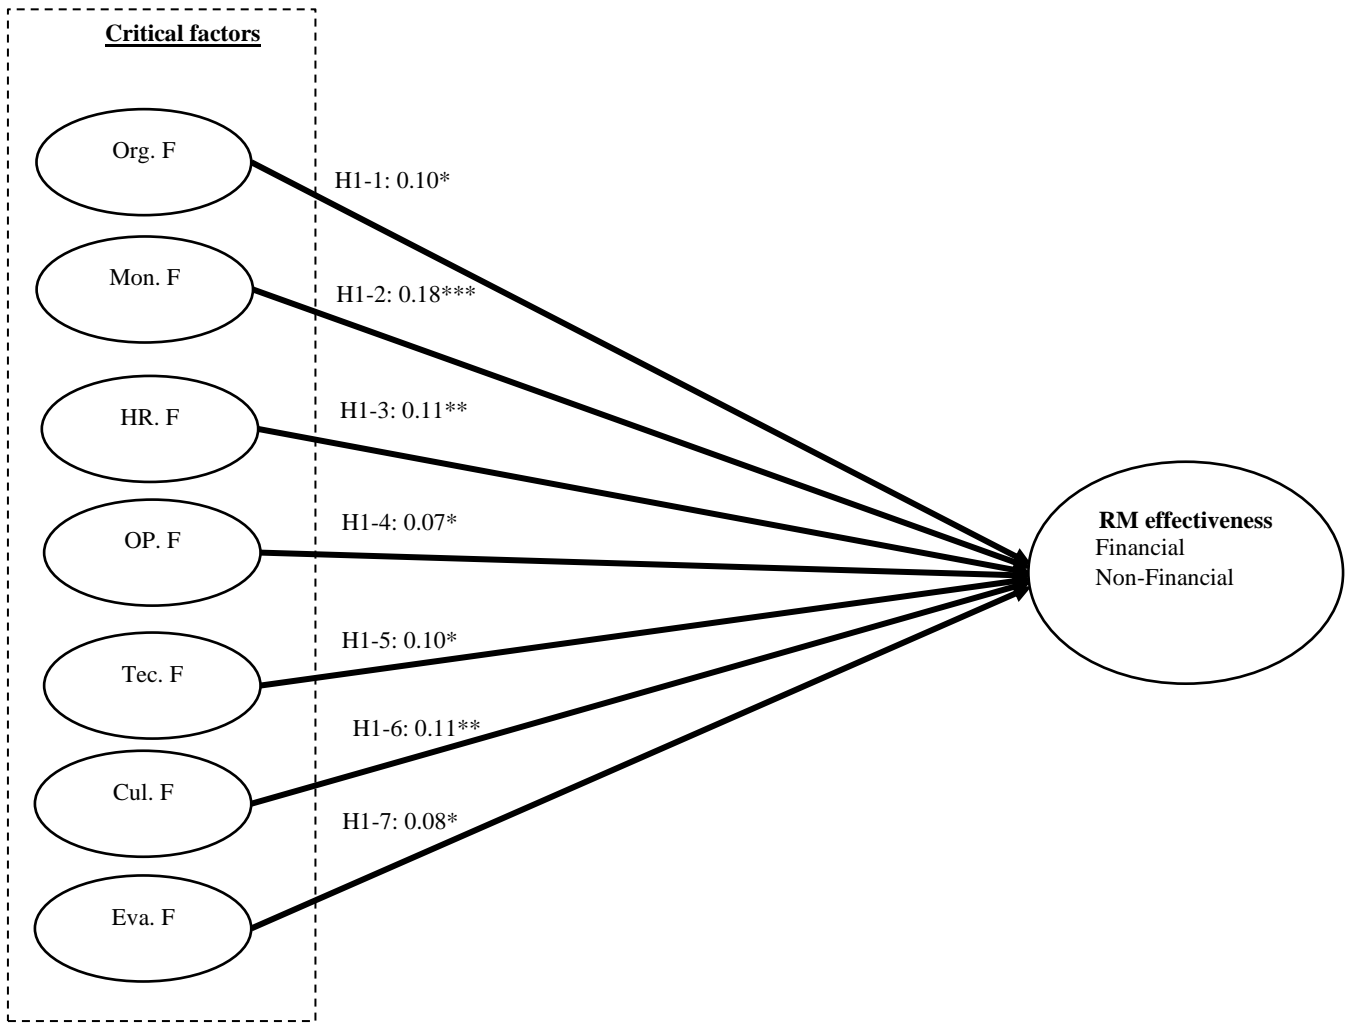 Critical factors
Org. F
H1-1: 0.10*
Mon. F
H1-2: 0.18***
HR. F
H1-3: 0.11**
OP. F
H1-4: 0.07*
RM effectiveness
Financial
Non-Financial
Tec. F
H1-5: 0.10*
Cul. F
H1-6: 0.11**
Eva. F
H1-7: 0.08*